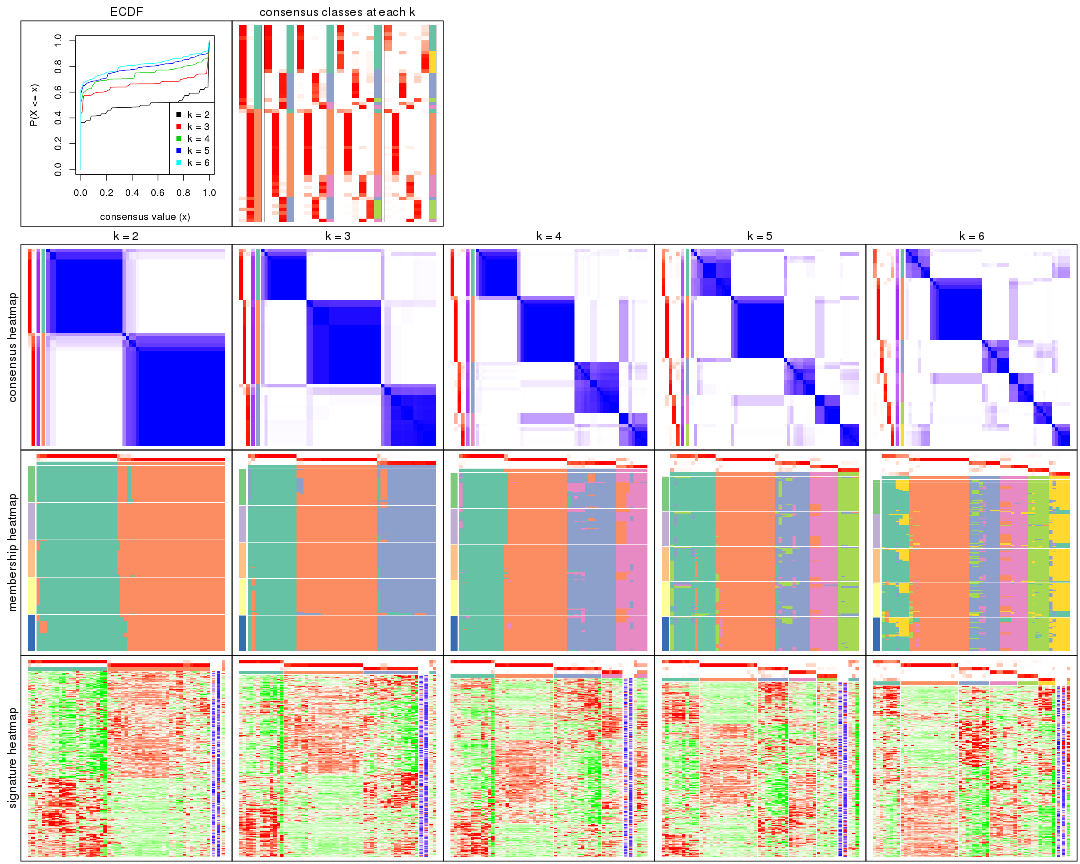 ECDF
consensus classes at each k
P(X <= x)
0.0 0.2 0.4 0.6 0.8 1.0
k = 2
k = 3
k = 4
k = 5
k = 6
0.0 0.2 0.4 0.6 0.8 1.0
consensus value (x)
k = 2 k = 3 k = 4 k = 5 k = 6
consensus heatmap
membership heatmap
signature heatmap